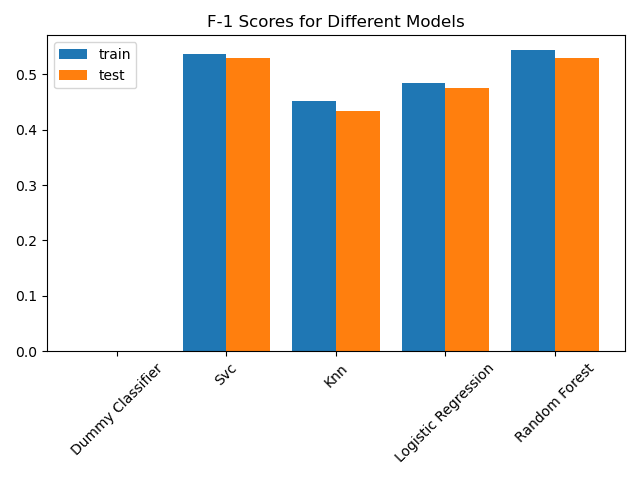 F-1 Scores for Different Models
train
test
0.5
0.4
0.3
0.2
0.1
0.0
Dummy Classifier
Svc
Knn
Logistic Regression
Random Forest